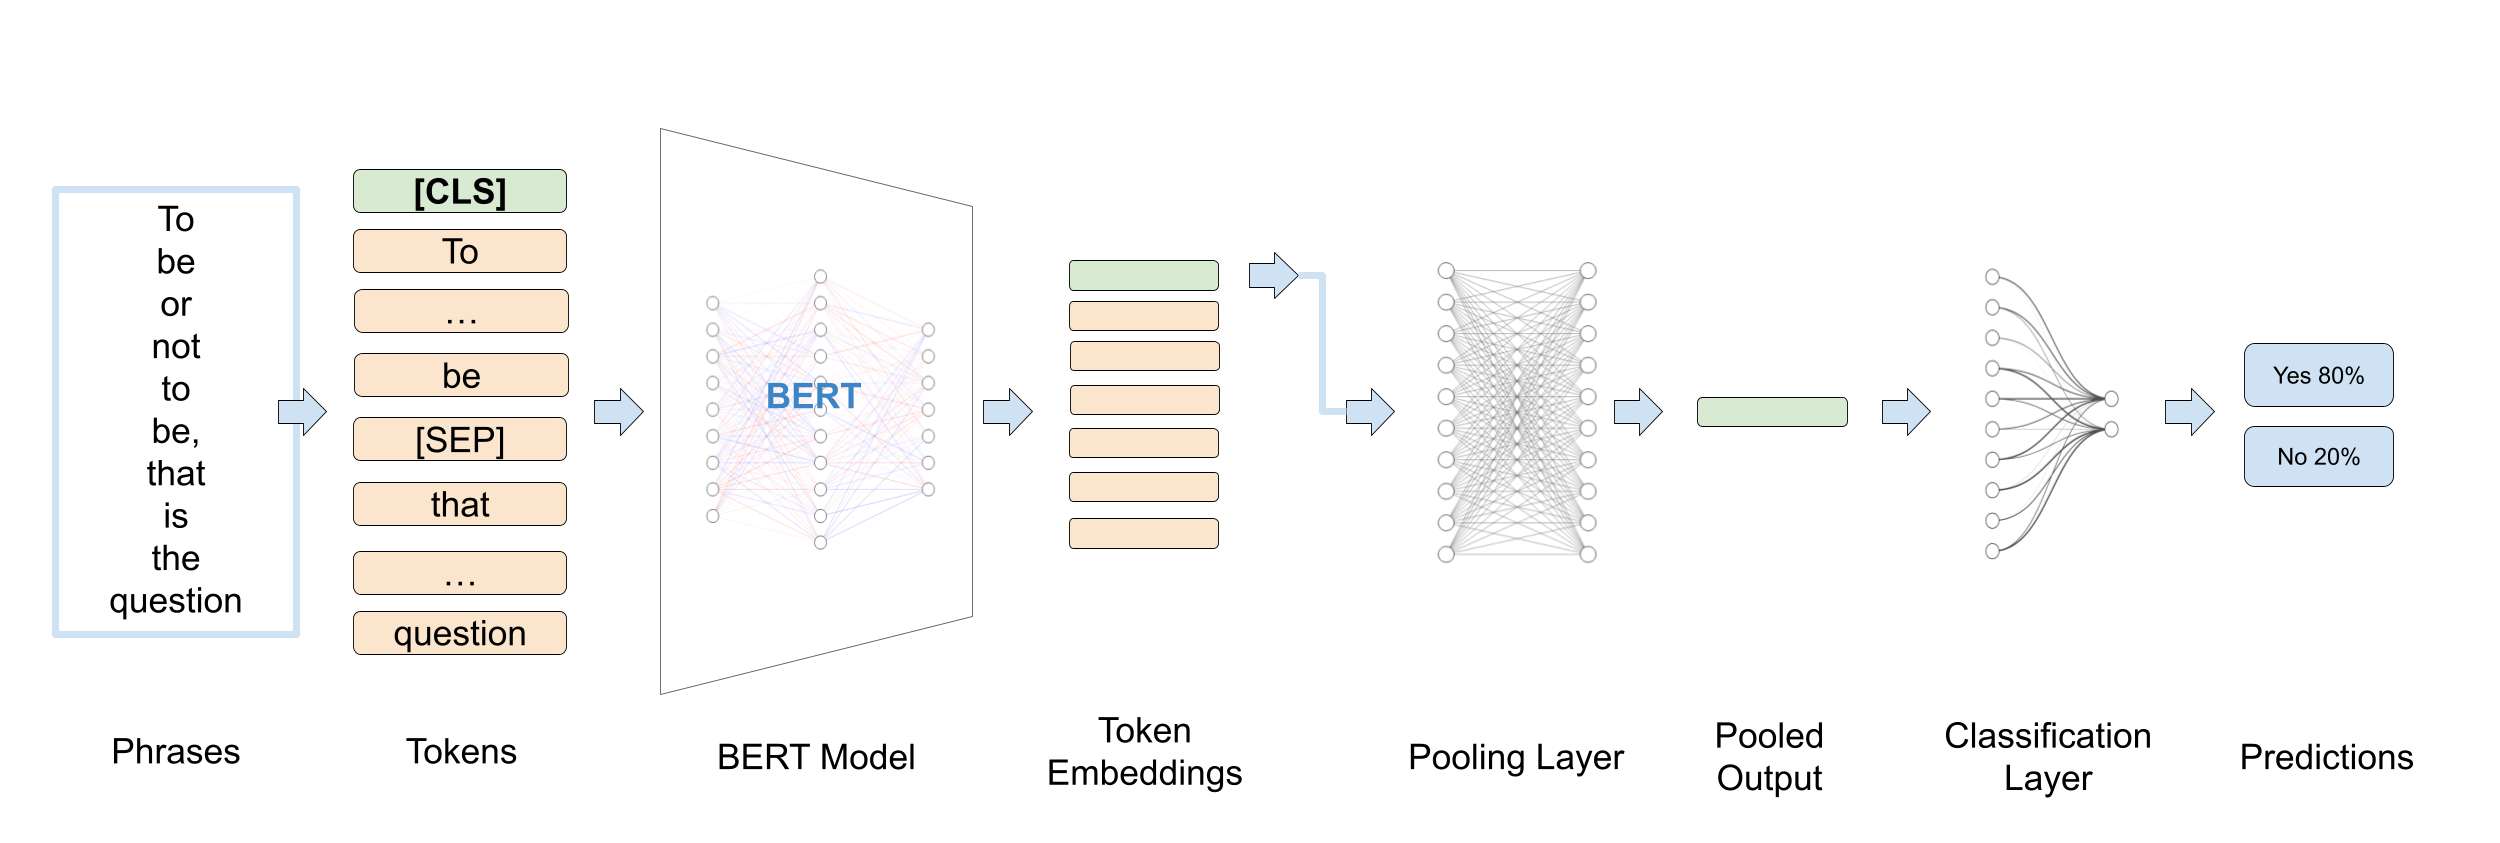 To
be
or
not
to
be,
that
is
the
question
Phrases
[CLS]
To
...
be
[SEP]
that
...
question
Tokens
BERT
BERT Model
Token
Embeddings
Pooling Layer
Pooled
Output
Classification
Layer
Yes 80%
No 20%
Predictions